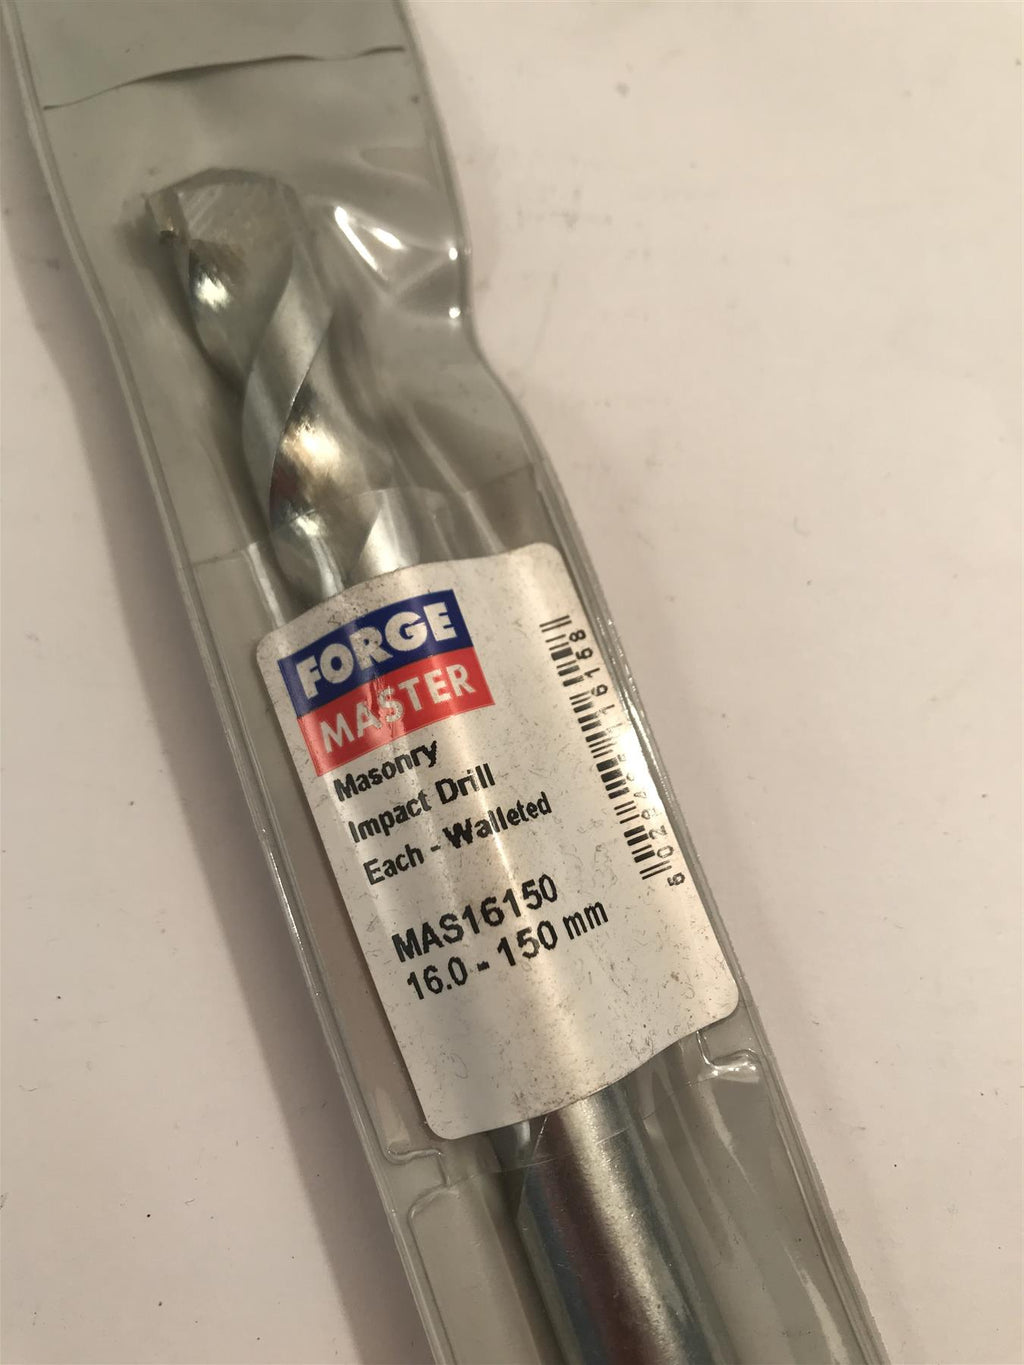 FORGE
MASTER
Masonry
Impact Drill
Each - Walleted
MAS16150
16.0 - 150 mm